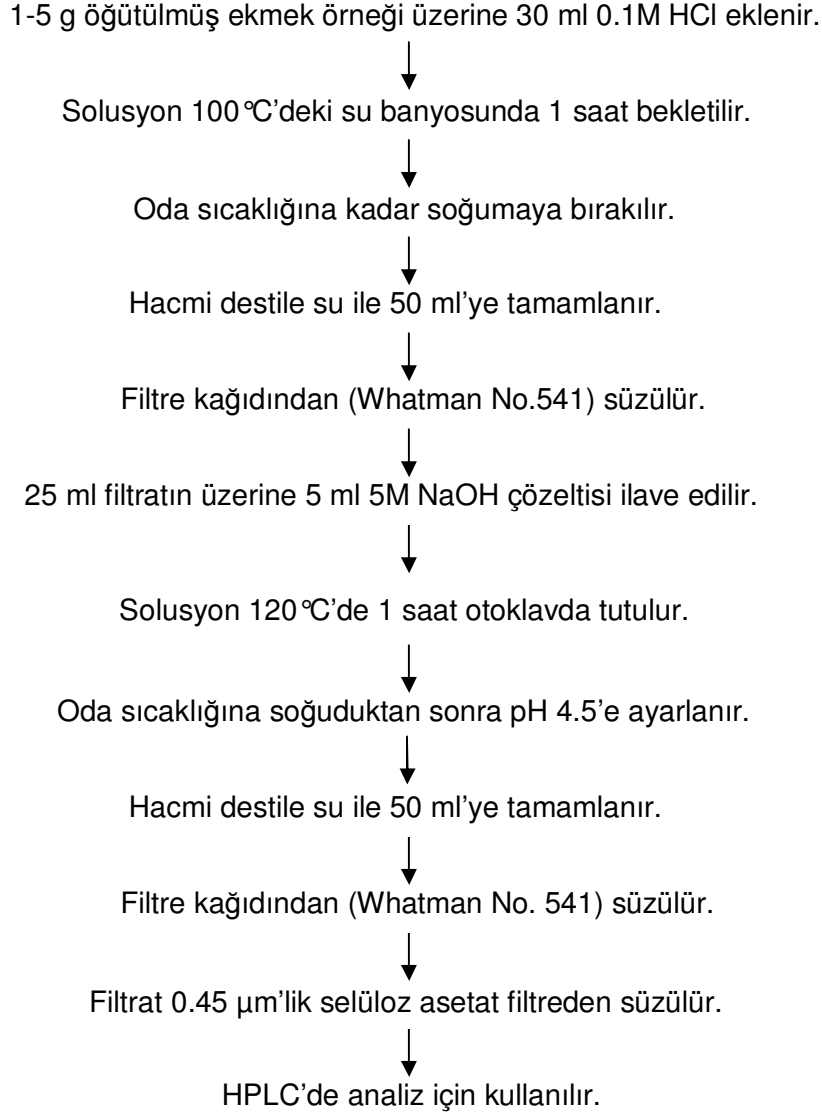 1-5 g öğütülmüş ekmek örneği üzerine 30 ml 0.1M HCl eklenir.
Solusyon 100°C’deki su banyosunda 1 saat bekletilir.
Oda sıcaklığına kadar soğumaya bırakılır.
Hacmi destile su ile 50 ml’ye tamamlanır.
Filtre kağıdından (Whatman No.541) süzülür.
25 ml filtratın üzerine 5 ml 5M NaOH çözeltisi ilave edilir.
Solusyon 120°C’de 1 saat otoklavda tutulur.
Oda sıcaklığına soğuduktan sonra pH 4.5’e ayarlanır.
Hacmi destile su ile 50 ml’ye tamamlanır.
Filtre kağıdından (Whatman No. 541) süzülür.
Filtrat 0.45 µm’lik selüloz asetat filtreden süzülür.
HPLC’de analiz için kullanılır.